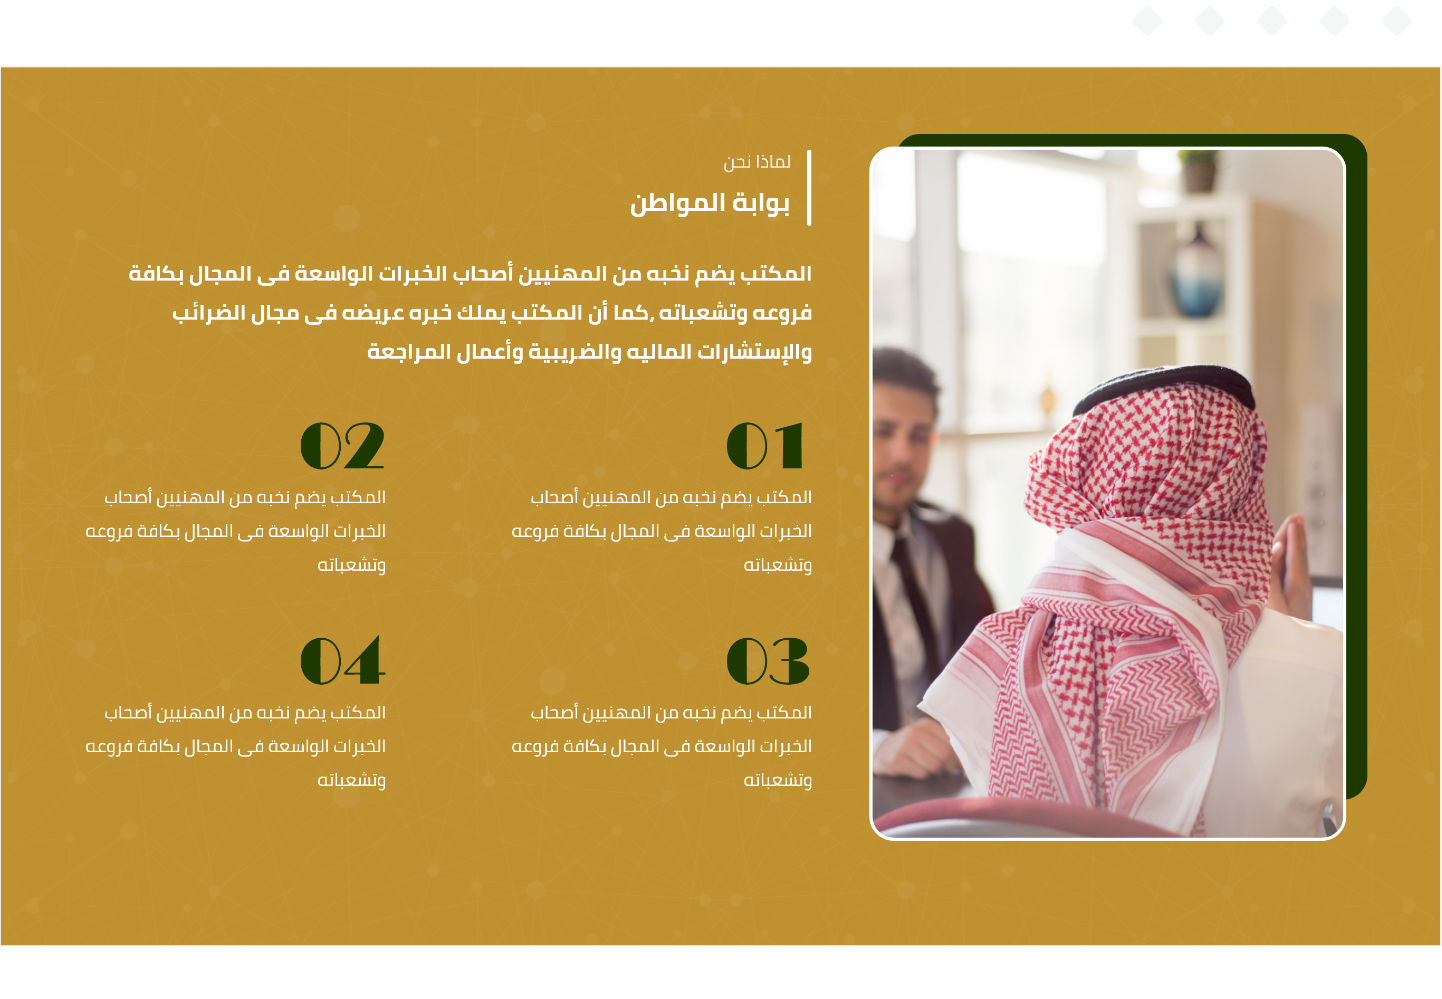 لماذا نحن
بوابة المواطن
المكتب يضم نخبه من المهنيين أصحاب الخبرات الواسعة فى المجال بكافة
فروعه وتشعباته ,كما أن المكتب يملك خبره عريضه فى مجال الضرائب
والإستشارات الماليه والضريبية وأعمال المراجعة
01
المكتب يضم نخبه من المهنيين أصحاب
الخبرات الواسعة فى المجال بكافة فروعه
وتشعباته
02
المكتب يضم نخبه من المهنيين أصحاب
الخبرات الواسعة فى المجال بكافة فروعه
وتشعباته
03
المكتب يضم نخبه من المهنيين أصحاب
الخبرات الواسعة فى المجال بكافة فروعه
وتشعباته
04
المكتب يضم نخبه من المهنيين أصحاب
الخبرات الواسعة فى المجال بكافة فروعه
وتشعباته